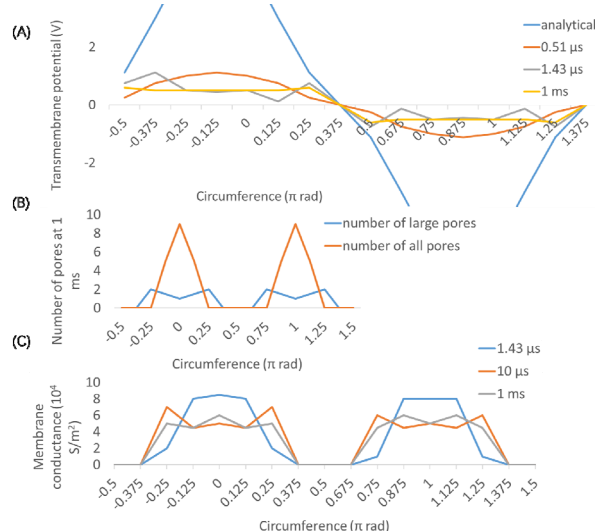 (A)
Transmembrane potential (V)
2
0
-2
-0.5
-0.375
-0.25
-0.125
0
0.125
0.25
0.375
0.5
0.675
0.75
0.875
1
1.125
1.25
1.375
analytical
0.51 µs
1.43 µs
1 ms
Circumference (π rad)
(B)
Number of pores at 1
ms
10
8
6
4
2
0
-0.5
-0.25
0
0.25
0.5
0.75
1
1.25
1.5
number of large pores
number of all pores
Circumference (π rad)
(C)
Membrane
conductance (10⁴
S/m²)
10
8
6
4
2
0
-0.5
-0.375
-0.25
-0.125
0
0.125
0.25
0.375
0.5
0.675
0.75
0.875
1
1.125
1.25
1.375
1.5
1.43 µs
10 µs
1 ms
Circumference (π rad)